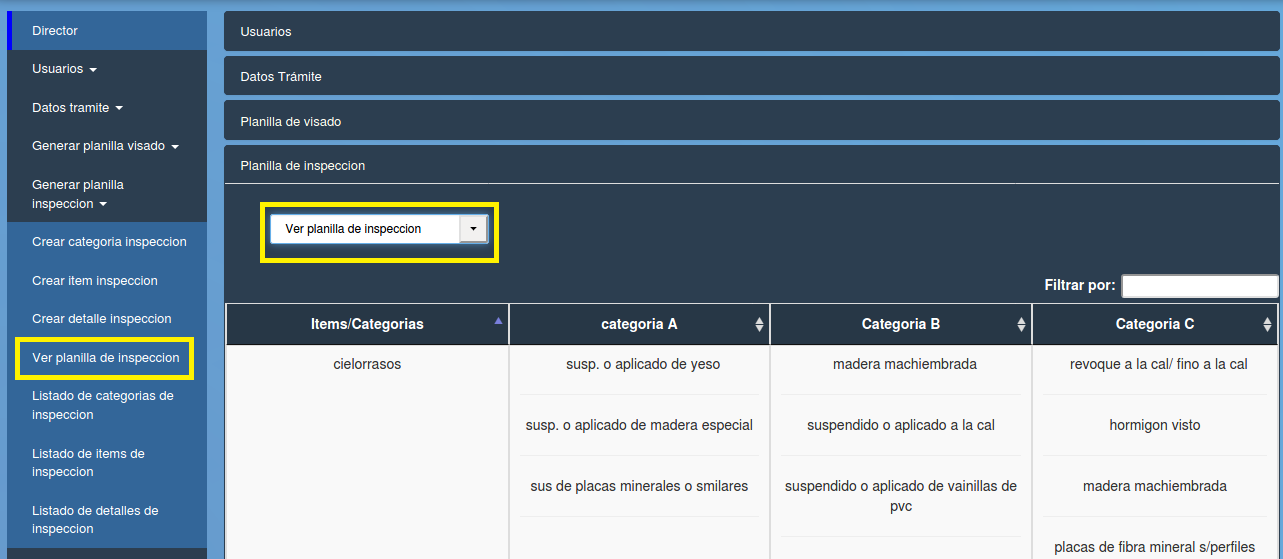 Director
Usuarios
Datos tramite
Generar planilla visado
Generar planilla
inspeccion
Crear categoria inspeccion
Crear item inspeccion
Crear detalle inspeccion
Ver planilla de inspeccion
Listado de categorias de
inspeccion
Listado de items de
inspeccion
Listado de detalles de
inspeccion
Usuarios
Datos Trámite
Planilla de visado
Planilla de inspeccion
Ver planilla de inspeccion
Filtrar por:
Items/Categorias categoria A Categoria B Categoria C
cielorrasos susp. o aplicado de yeso madera machiembrada revoque a la cal/ fino a la cal
susp. o aplicado de madera especial suspendido o aplicado a la cal hormigon visto
sus de placas minerales o smilares suspendido o aplicado de vainillas de madera machiembrada
pvc
placas de fibra mineral s/perfiles